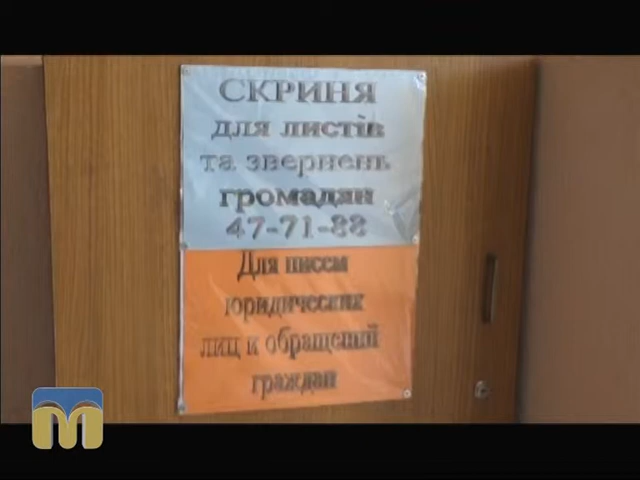 СКРИНЯ
для листів
та звернень
громадян
47-71-88
Для писем
юридических
лиц и обращений
граждан
М